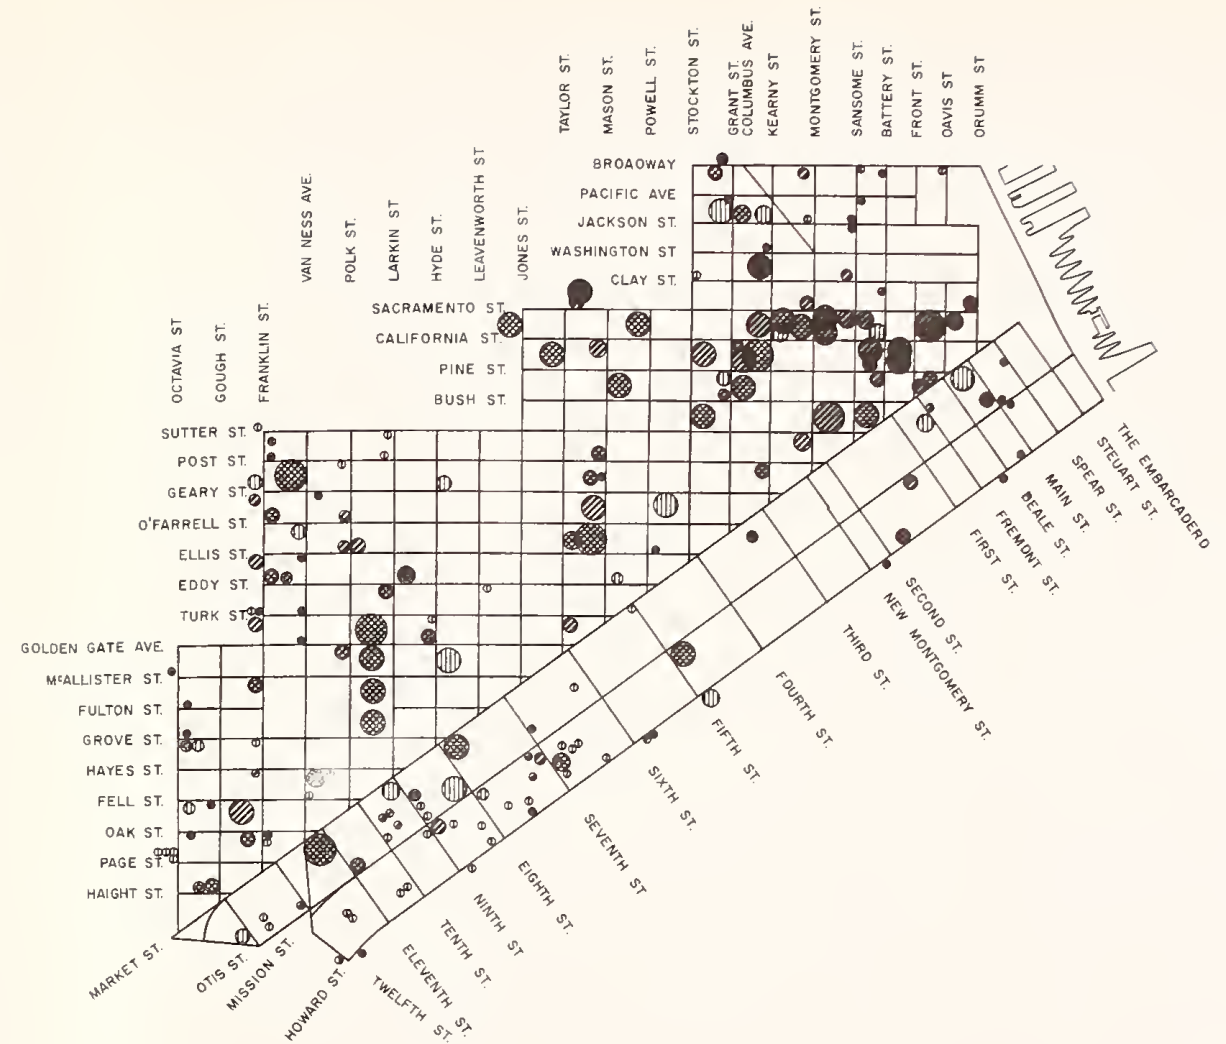 TAYLOR ST.
MASON ST.
POWELL ST.
STOCKTON ST.
GRANT ST.
COLUMBUS AVE.
KEARNY ST
MONTGOMERY ST.
SANSOME ST.
BATTERY ST.
FRONT ST.
OAVIS ST
ORUMM ST
VAN NESS AVE.
POLK ST.
LARKIN ST
HYDE ST.
LEAVENWORTH ST
JONES ST.
OCTAVIA ST
GOUGH ST.
FRANKLIN ST.
BROAOWAY
PACIFIC AVE
JACKSON ST.
WASHINGTON ST
CLAY ST.
SACRAMENTO ST.
CALIFORNIA ST.
PINE ST.
BUSH ST.
SUTTER ST.
POST ST.
GEARY ST.
O'FARRELL ST.
ELLIS ST.
EDDY ST.
TURK ST.
GOLDEN GATE AVE.
McALLISTER ST.
FULTON ST.
GROVE ST.
HAYES ST.
FELL ST.
OAK ST.
PAGE ST.
HAIGHT ST.
MARKET ST.
OTIS ST.
MISSION ST.
HOWARD ST.
TWELFTH ST.
ELEVENTH ST.
TENTH ST.
NINTH ST
EIGHTH ST.
SEVENTH ST
SIXTH ST.
FIFTH ST.
FOURTH ST.
THIRD ST.
NEW MONTGOMERY ST.
SECOND ST.
FIRST ST.
FREMONT ST.
BEALE ST.
MAIN ST.
SPEAR ST.
STEUART ST.
THE EMBARCADERO